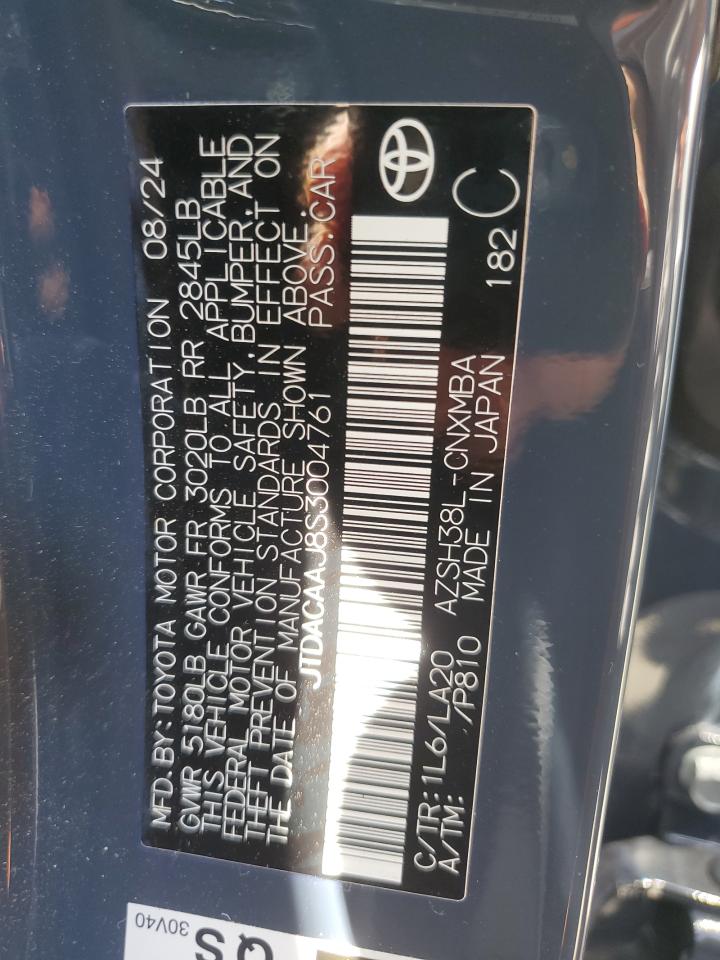 MFD.BY:TOYOTA MOTOR CORPORATION 08/24
GVWR 5180LB GAWR FR 3020LB RR 2845LB
THIS VEHICLE CONFORMS TO ALL APPLICABLE
FEDERAL MOTOR VEHICLE SAFETY,BUMPER,AND
THEFT PREVENTION STANDARDS IN EFFECT ON
THE DATE OF MANUFACTURE SHOWN ABOVE.
JTDACAAJ8S3004761 PASS.CAR
C/TR:1L6/LA20 AZSH38L-CNXMBA 182 C
A/TM: /P810 MADE IN JAPAN
30V40
QS